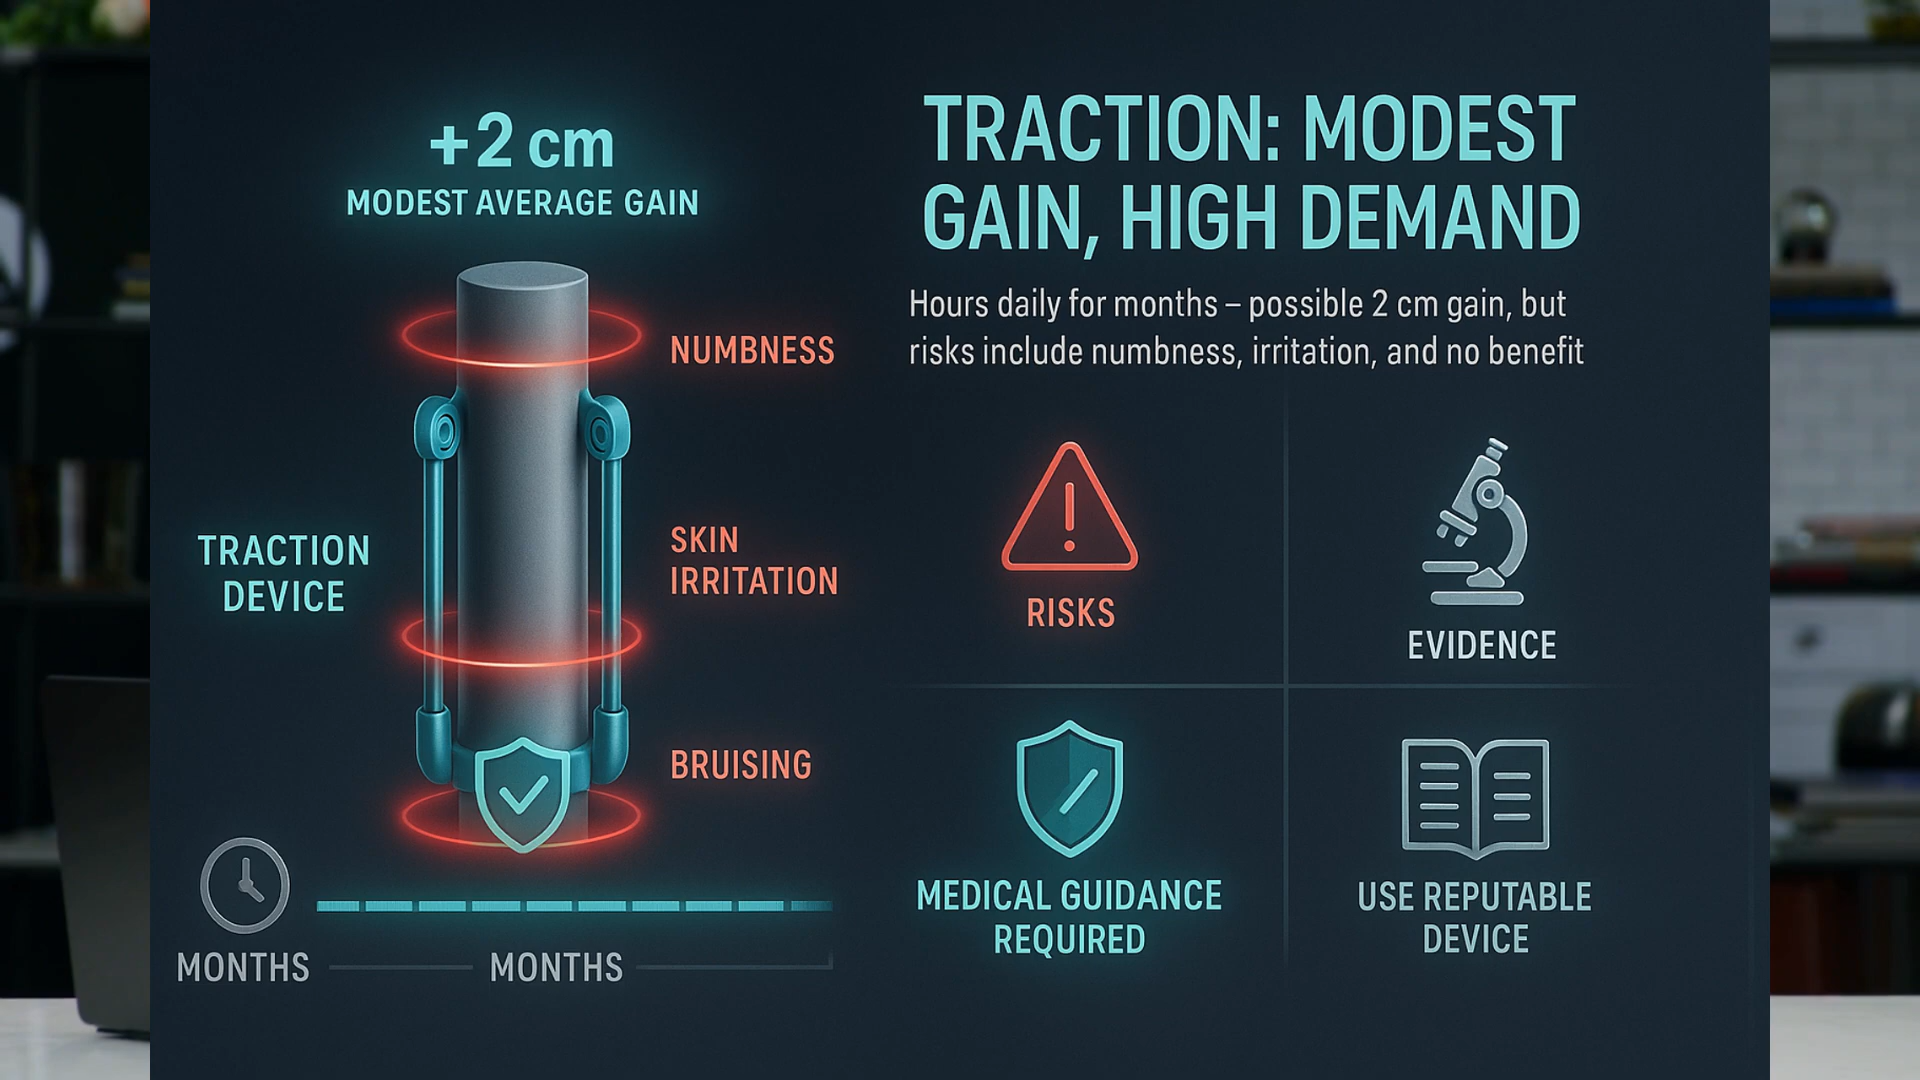 +2 cm
MODEST AVERAGE GAIN
TRACTION
DEVICE
NUMBNESS
SKIN
IRRITATION
BRUISING
MONTHS
MONTHS
TRACTION: MODEST
GAIN, HIGH DEMAND
Hours daily for months – possible 2 cm gain, but
risks include numbness, irritation, and no benefit
RISKS
EVIDENCE
MEDICAL GUIDANCE
REQUIRED
USE REPUTABLE
DEVICE